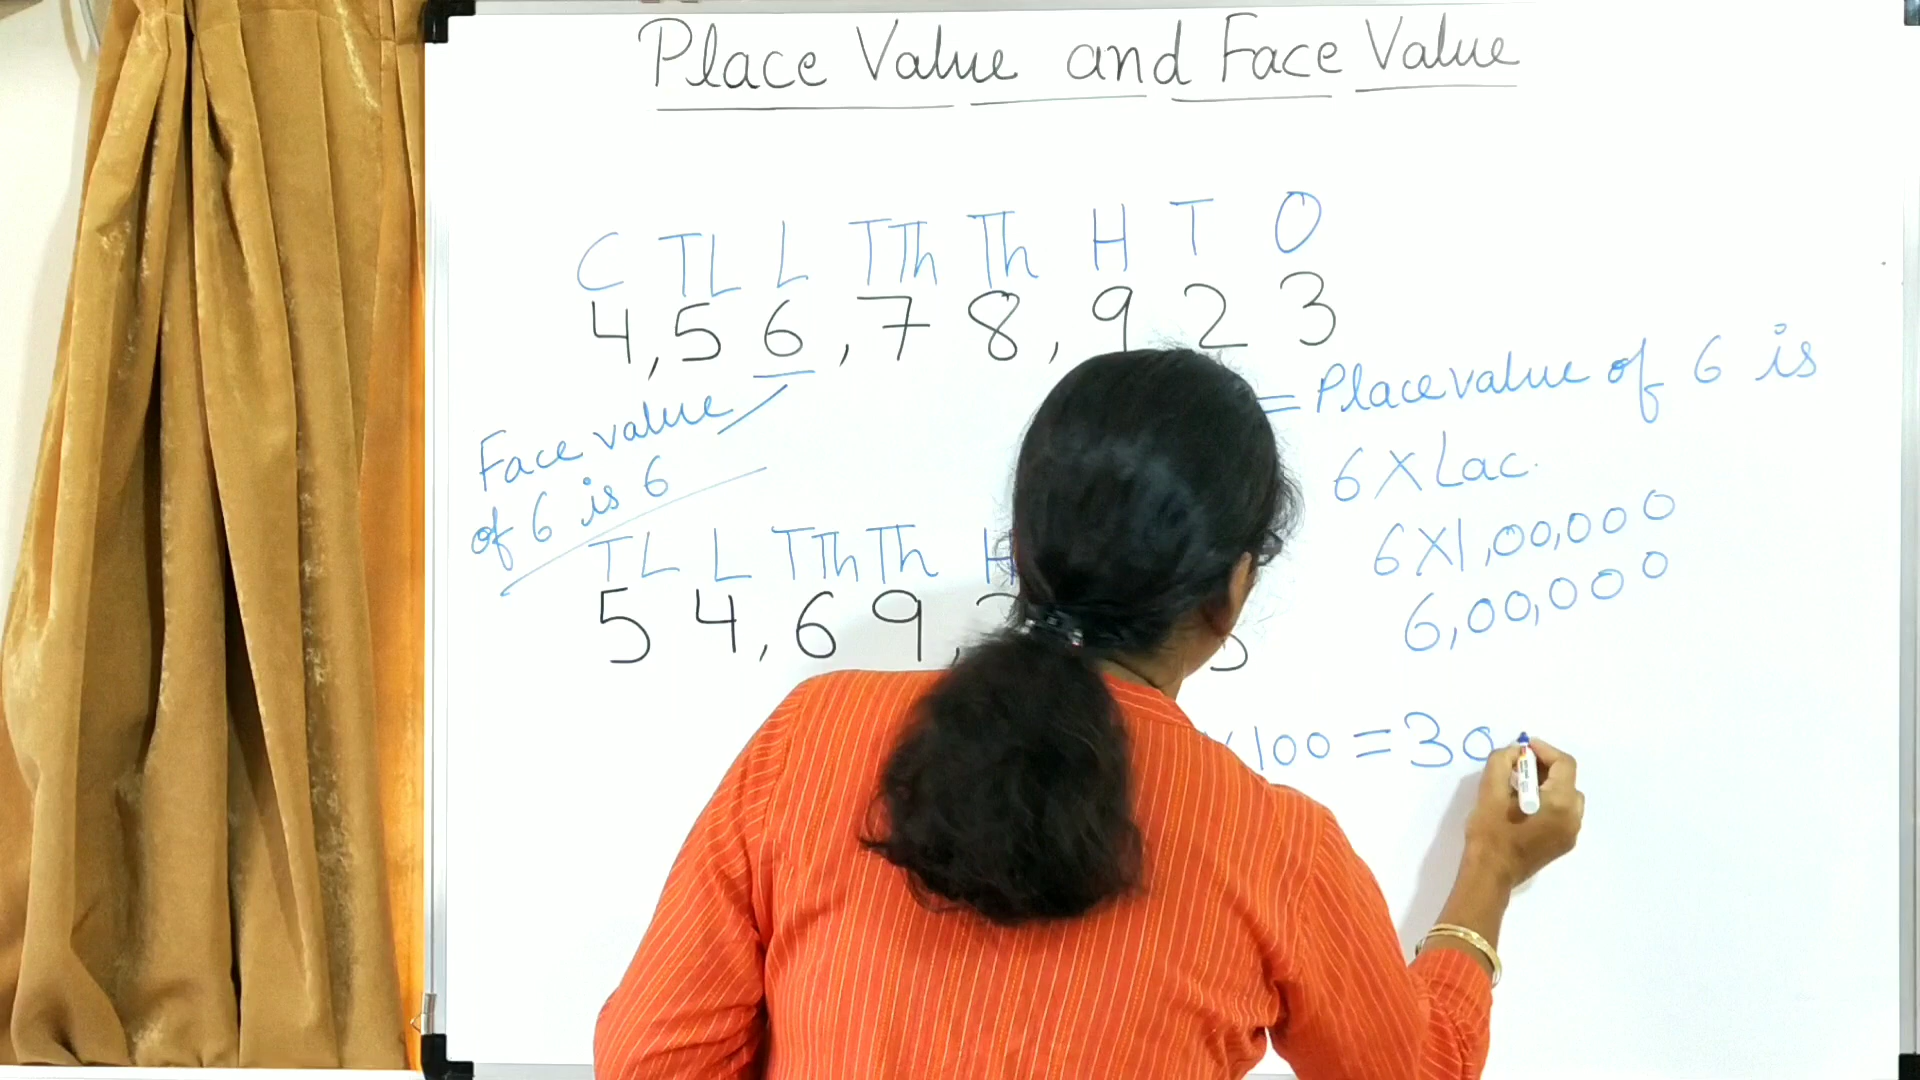 Place Value and Face Value
C TL L TTh Th H T O
4,56,78,923
= Place value of 6 is
Face value
of 6 is 6
6 X Lac.
6X1,00,000
6,00,000
TL L TTh Th H
54,69,
100 = 30